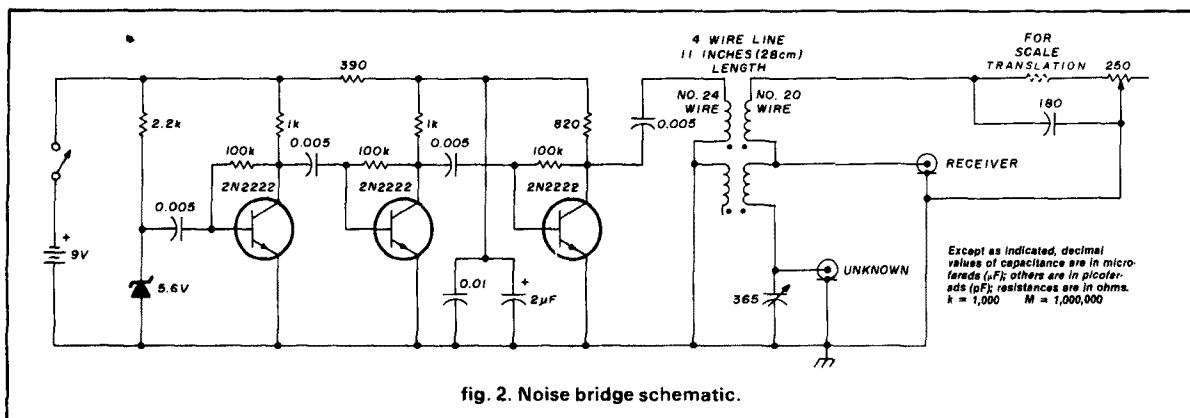 4 WIRE LINE
11 INCHES (28cm)
LENGTH
FOR
SCALE
TRANSLATION
250
390
NO. 24
WIRE
NO. 20
WIRE
180
2.2k
1k
1k
820
0.005
100k
0.005
100k
0.005
100k
RECEIVER
2N2222
2N2222
2N2222
0.005
+
9V
5.6V
0.01
+
2μF
365
UNKNOWN
Except as indicated, decimal
values of capacitance are in micro-
farads (μF); others are in picofar-
ads (pF); resistances are in ohms.
k = 1,000 M = 1,000,000
fig. 2. Noise bridge schematic.